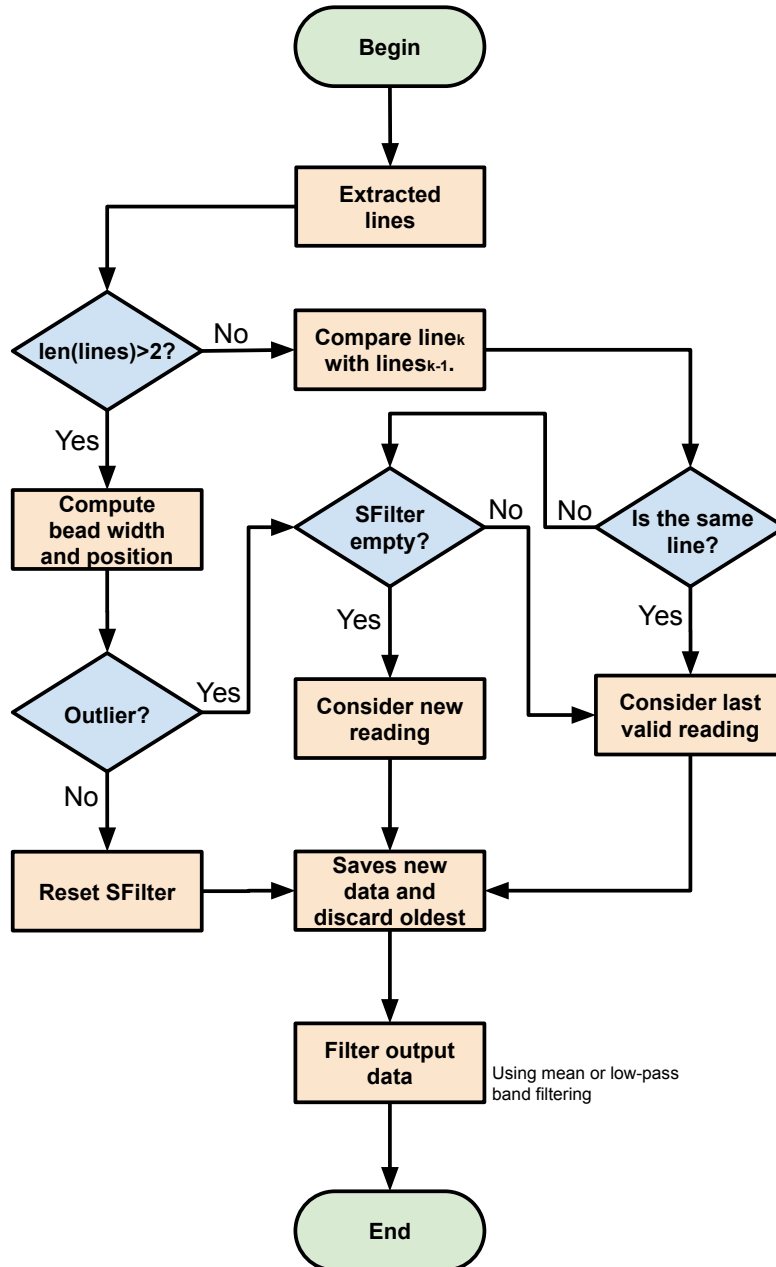 Begin
Extracted
lines
len(lines)>2?
No
Compare lineₖ
with linesₖ₋₁.
Yes
Compute
bead width
and position
SFilter
empty?
No
No
Is the same
line?
Yes
Yes
Outlier?
Yes
Consider new
reading
Consider last
valid reading
No
Reset SFilter
Saves new
data and
discard oldest
Filter output
data
Using mean or low-pass
band filtering
End